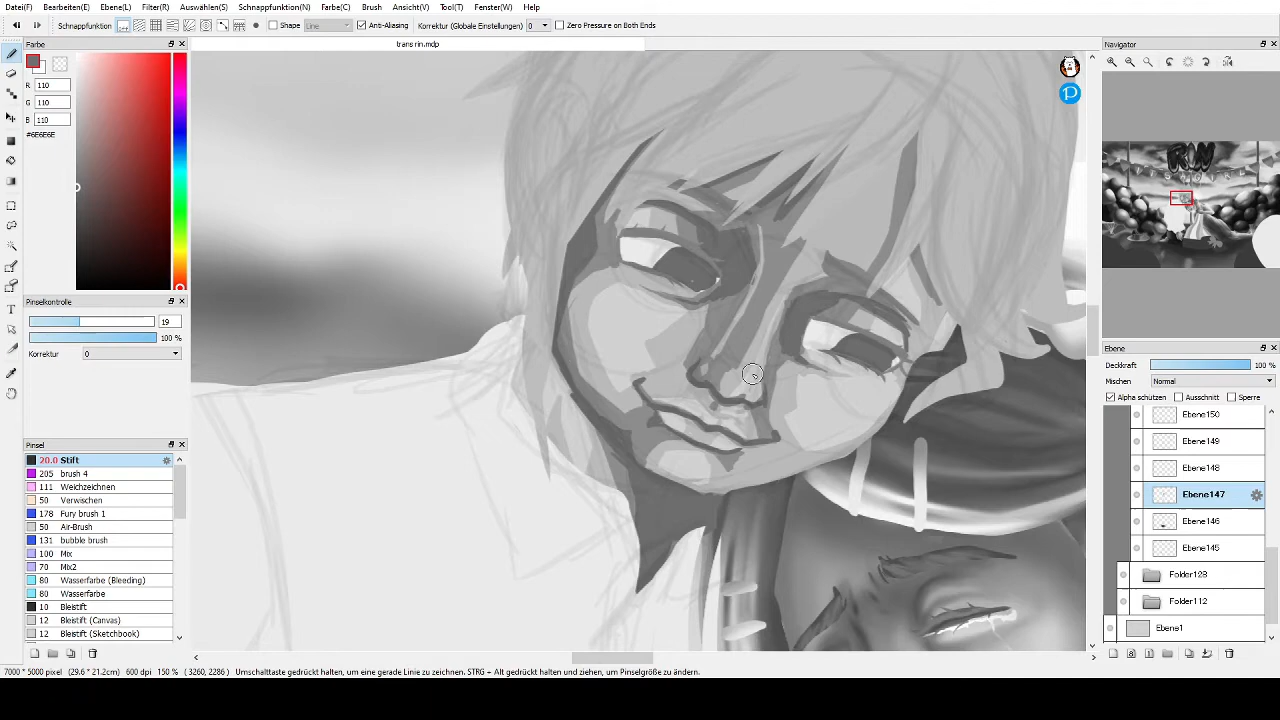 Datei(F) Bearbeiten(E) Ebene(L) Filter(R) Auswählen(S) Schnappfunktion(N) Farbe(C) Brush Ansicht(V) Tool(T) Fenster(W) Hilfe
Schnappfunktion Shape Line Anti-Aliasing Korrektur (Globale Einstellungen) 0 Zero Pressure on Both Ends
Farbe
trans rin.mdp
Navigator
R 110
G 110
B 110
#6E6E6E
RIN
Pinselkontrolle
19
100 %
Korrektur 0
Pinsel
20.0 Stift
205 brush 4
111 Weichzeichnen
50 Verwischen
178 Fury brush 1
50 Air-Brush
131 bubble brush
100 Mix
70 Mix2
80 Wasserfarbe (Bleeding)
80 Wasserfarbe
10 Bleistift
12 Bleistift (Canvas)
12 Bleistift (Sketchbook)
Ebene
Deckkraft 100 %
Mischen Normal
Alpha schützen Ausschnitt Sperre
Ebene150
Ebene149
Ebene148
Ebene147
Ebene146
Ebene145
Folder128
Folder112
Ebene1
7000 * 5000 pixel (29.6 * 21.2cm) 600 dpi 150 % (3260, 2286) Umschalttaste gedrückt halten, um eine gerade Linie zu zeichnen. STRG + Alt gedrückt halten und ziehen, um Pinselgröße zu ändern.